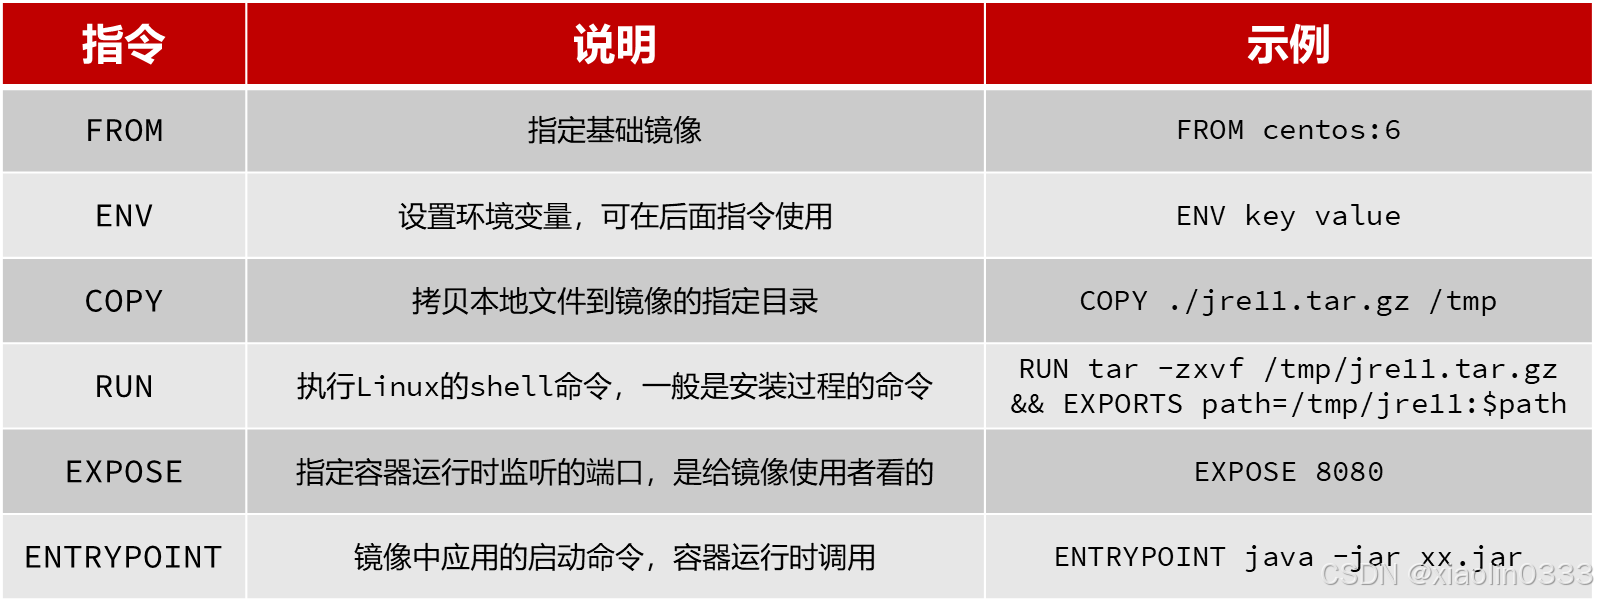 指令 说明 示例
FROM 指定基础镜像 FROM centos:6
ENV 设置环境变量，可在后面指令使用 ENV key value
COPY 拷贝本地文件到镜像的指定目录 COPY ./jre11.tar.gz /tmp
RUN 执行Linux的shell命令，一般是安装过程的命令 RUN tar -zxvf /tmp/jre11.tar.gz
&& EXPORTS path=/tmp/jre11:$path
EXPOSE 指定容器运行时监听的端口，是给镜像使用者看的 EXPOSE 8080
ENTRYPOINT 镜像中应用的启动命令，容器运行时调用 ENTRYPOINT java -jar xx.jar
CSDN @xiaolin0333